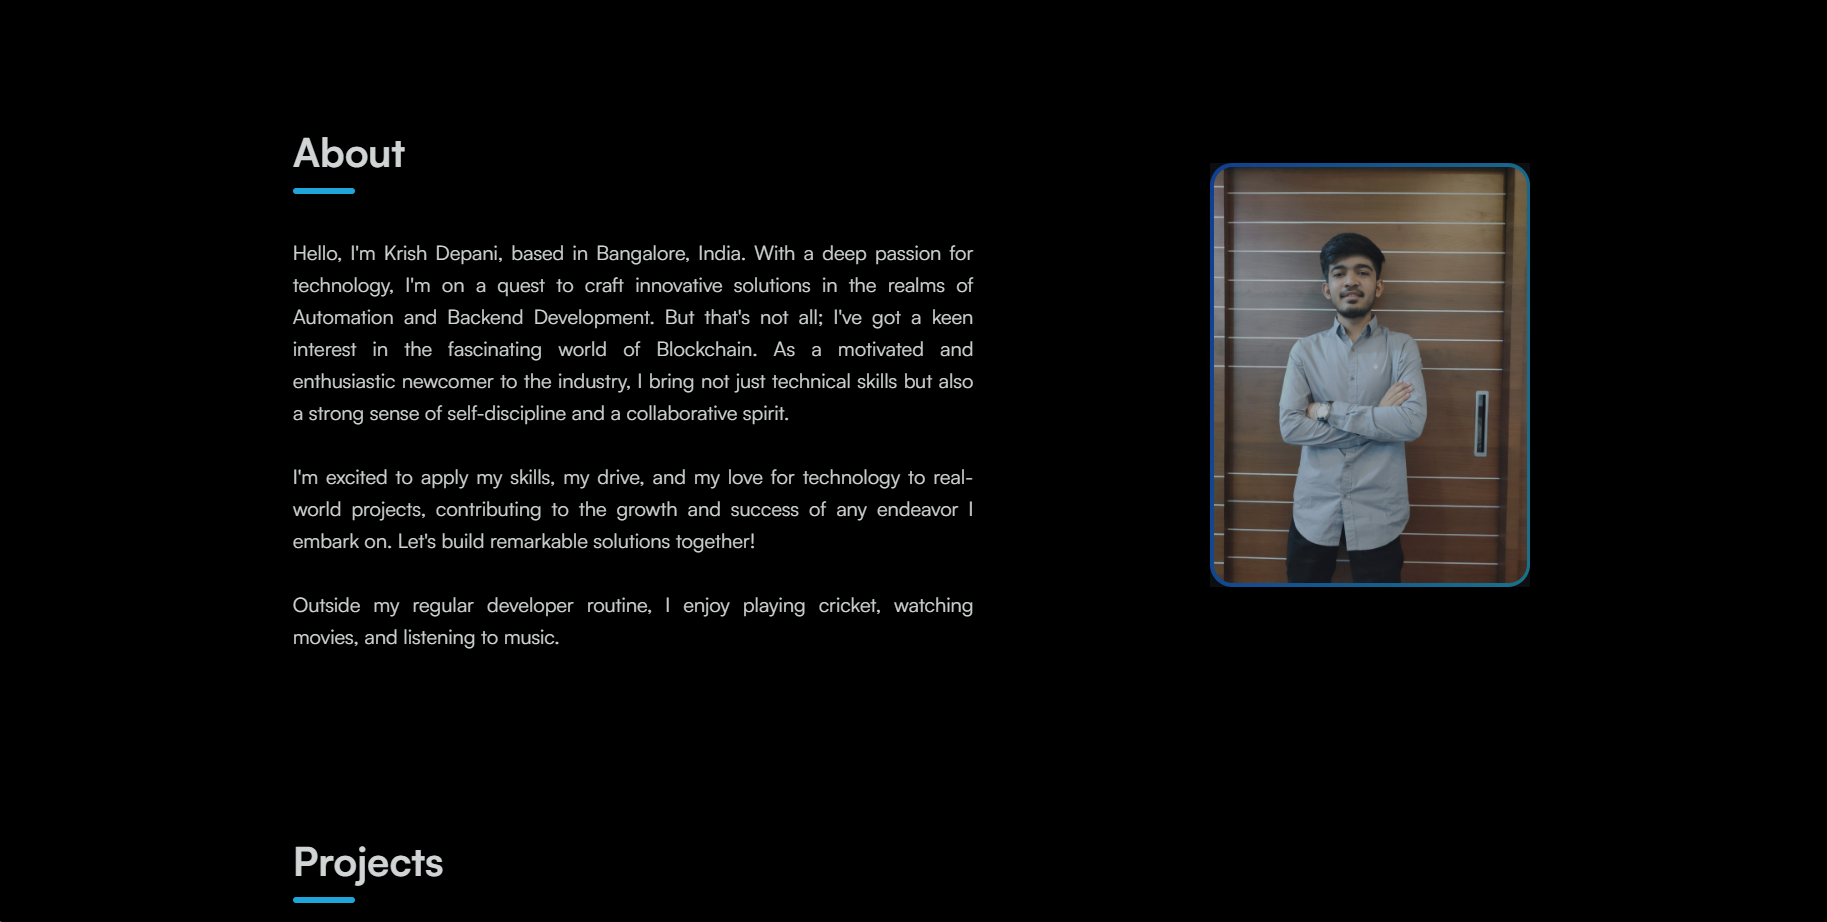 About
Hello, I'm Krish Depani, based in Bangalore, India. With a deep passion for
technology, I'm on a quest to craft innovative solutions in the realms of
Automation and Backend Development. But that's not all; I've got a keen
interest in the fascinating world of Blockchain. As a motivated and
enthusiastic newcomer to the industry, I bring not just technical skills but also
a strong sense of self-discipline and a collaborative spirit.
I'm excited to apply my skills, my drive, and my love for technology to real-
world projects, contributing to the growth and success of any endeavor I
embark on. Let's build remarkable solutions together!
Outside my regular developer routine, I enjoy playing cricket, watching
movies, and listening to music.
Projects